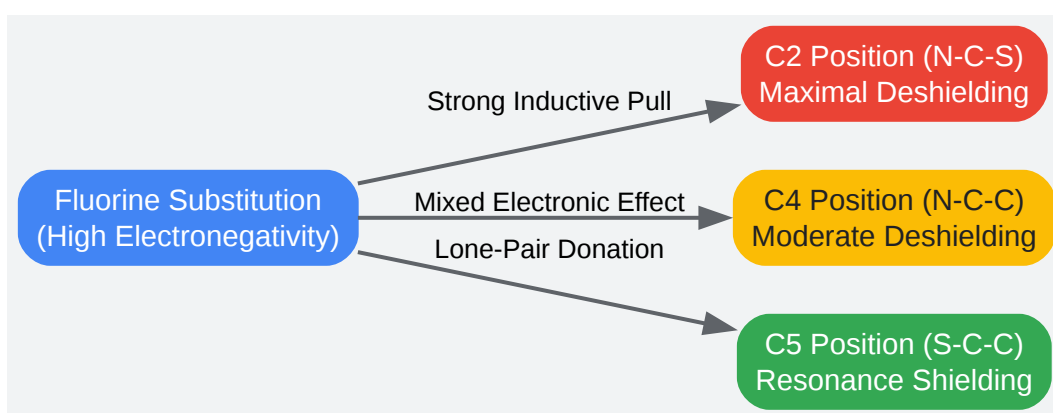 Fluorine Substitution
(High Electronegativity)
Strong Inductive Pull
Mixed Electronic Effect
Lone-Pair Donation
C2 Position (N-C-S)
Maximal Deshielding
C4 Position (N-C-C)
Moderate Deshielding
C5 Position (S-C-C)
Resonance Shielding